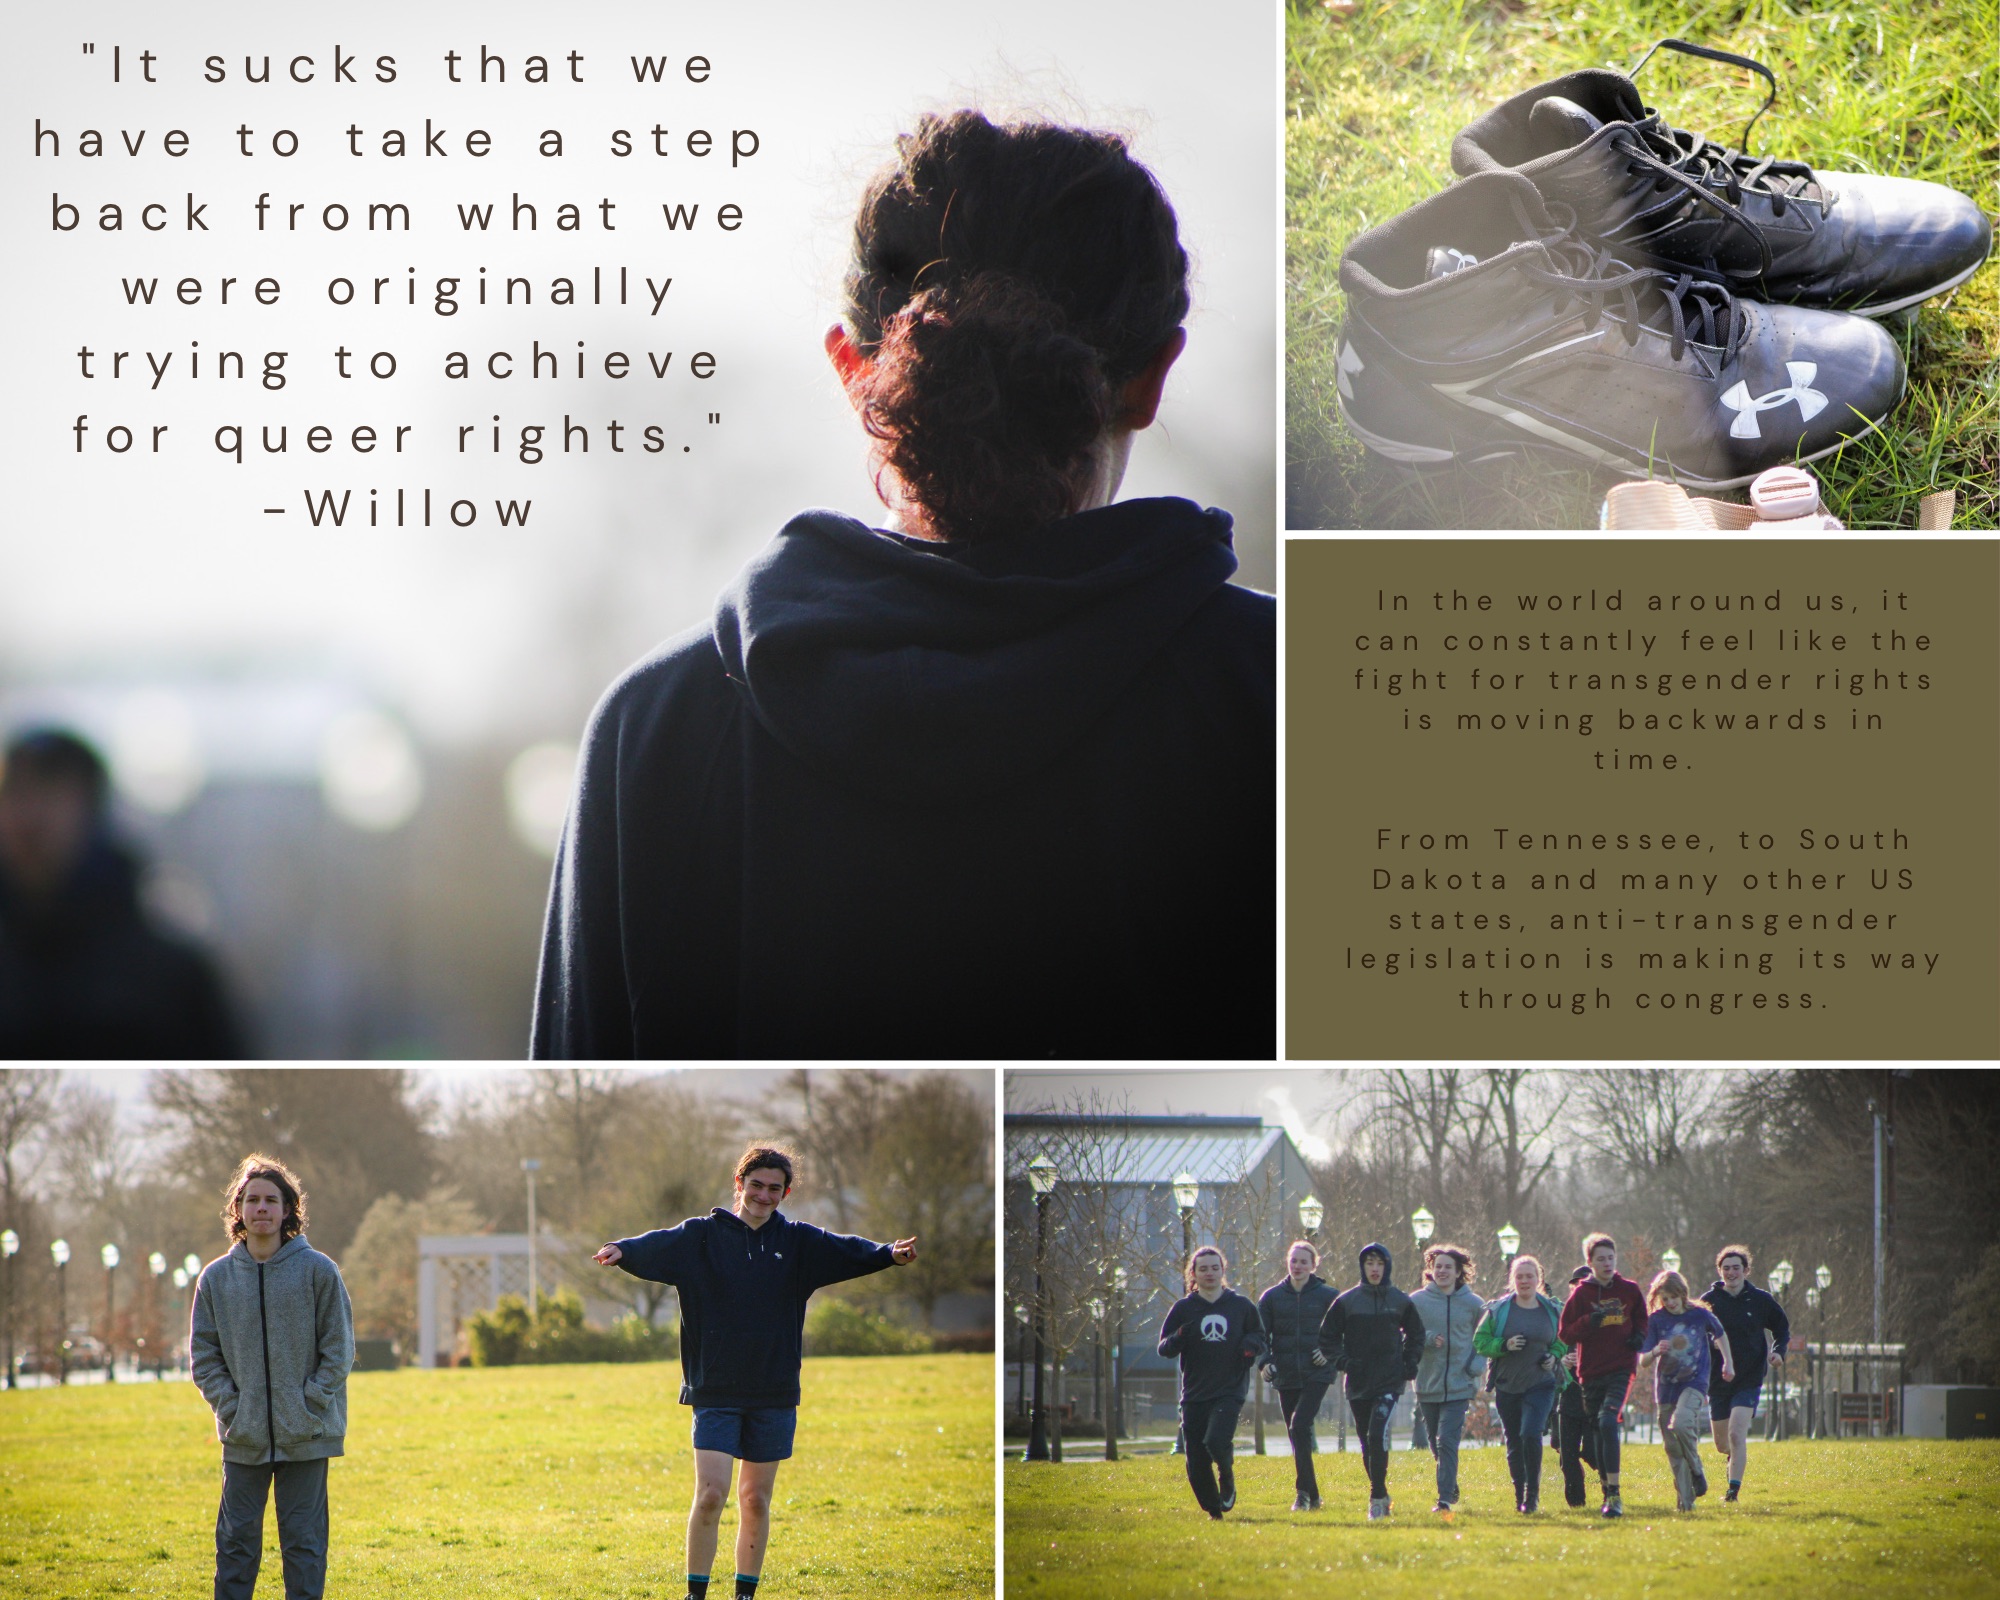 "It sucks that we
have to take a step
back from what we
were originally
trying to achieve
for queer rights."
-Willow
In the world around us, it
can constantly feel like the
fight for transgender rights
is moving backwards in
time.
From Tennessee, to South
Dakota and many other US
states, anti-transgender
legislation is making its way
through congress.